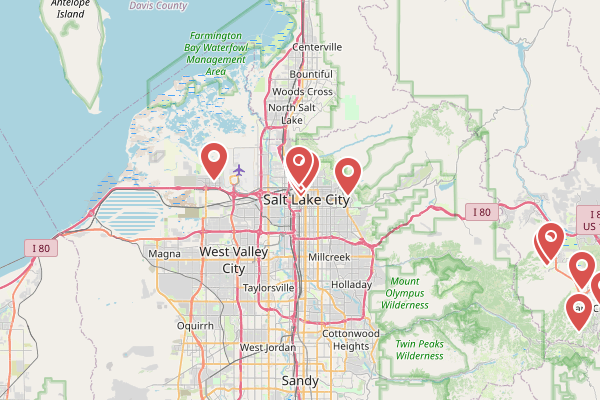 Antelope
Island
Davis County
Farmington
Bay Waterfowl
Management
Area
Centerville
Bountiful
Woods Cross
North Salt
Lake
Salt Lake City
I 80
I 80
US
I 80
Magna
West Valley
City
Millcreek
Taylorsville
Holladay
Mount
Olympus
Wilderness
Oquirrh
Cottonwood
Heights
West Jordan
Twin Peaks
Wilderness
Sandy